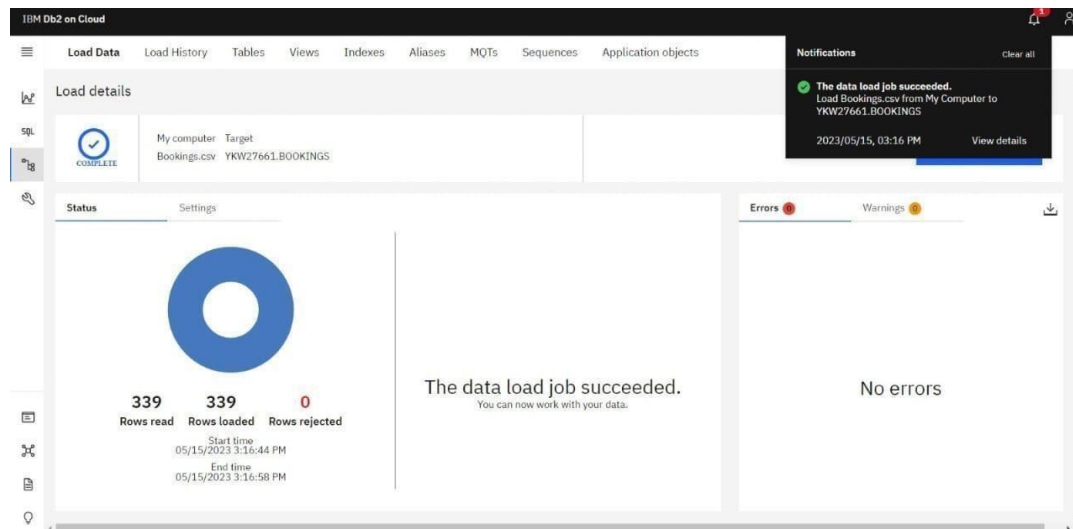 IBM Db2 on Cloud
1
Load Data Load History Tables Views Indexes Aliases MQTs Sequences Application objects
Notifications Clear all
The data load job succeeded.
Load Bookings.csv from My Computer to
YKW27661.BOOKINGS
2023/05/15, 03:16 PM View details
Load details
SQL
COMPLETE
My computer Target
Bookings.csv YKW27661.BOOKINGS
Status Settings
Errors 0 Warnings 0
339 339 0
Rows read Rows loaded Rows rejected
Start time
05/15/2023 3:16:44 PM
End time
05/15/2023 3:16:58 PM
The data load job succeeded.
You can now work with your data.
No errors